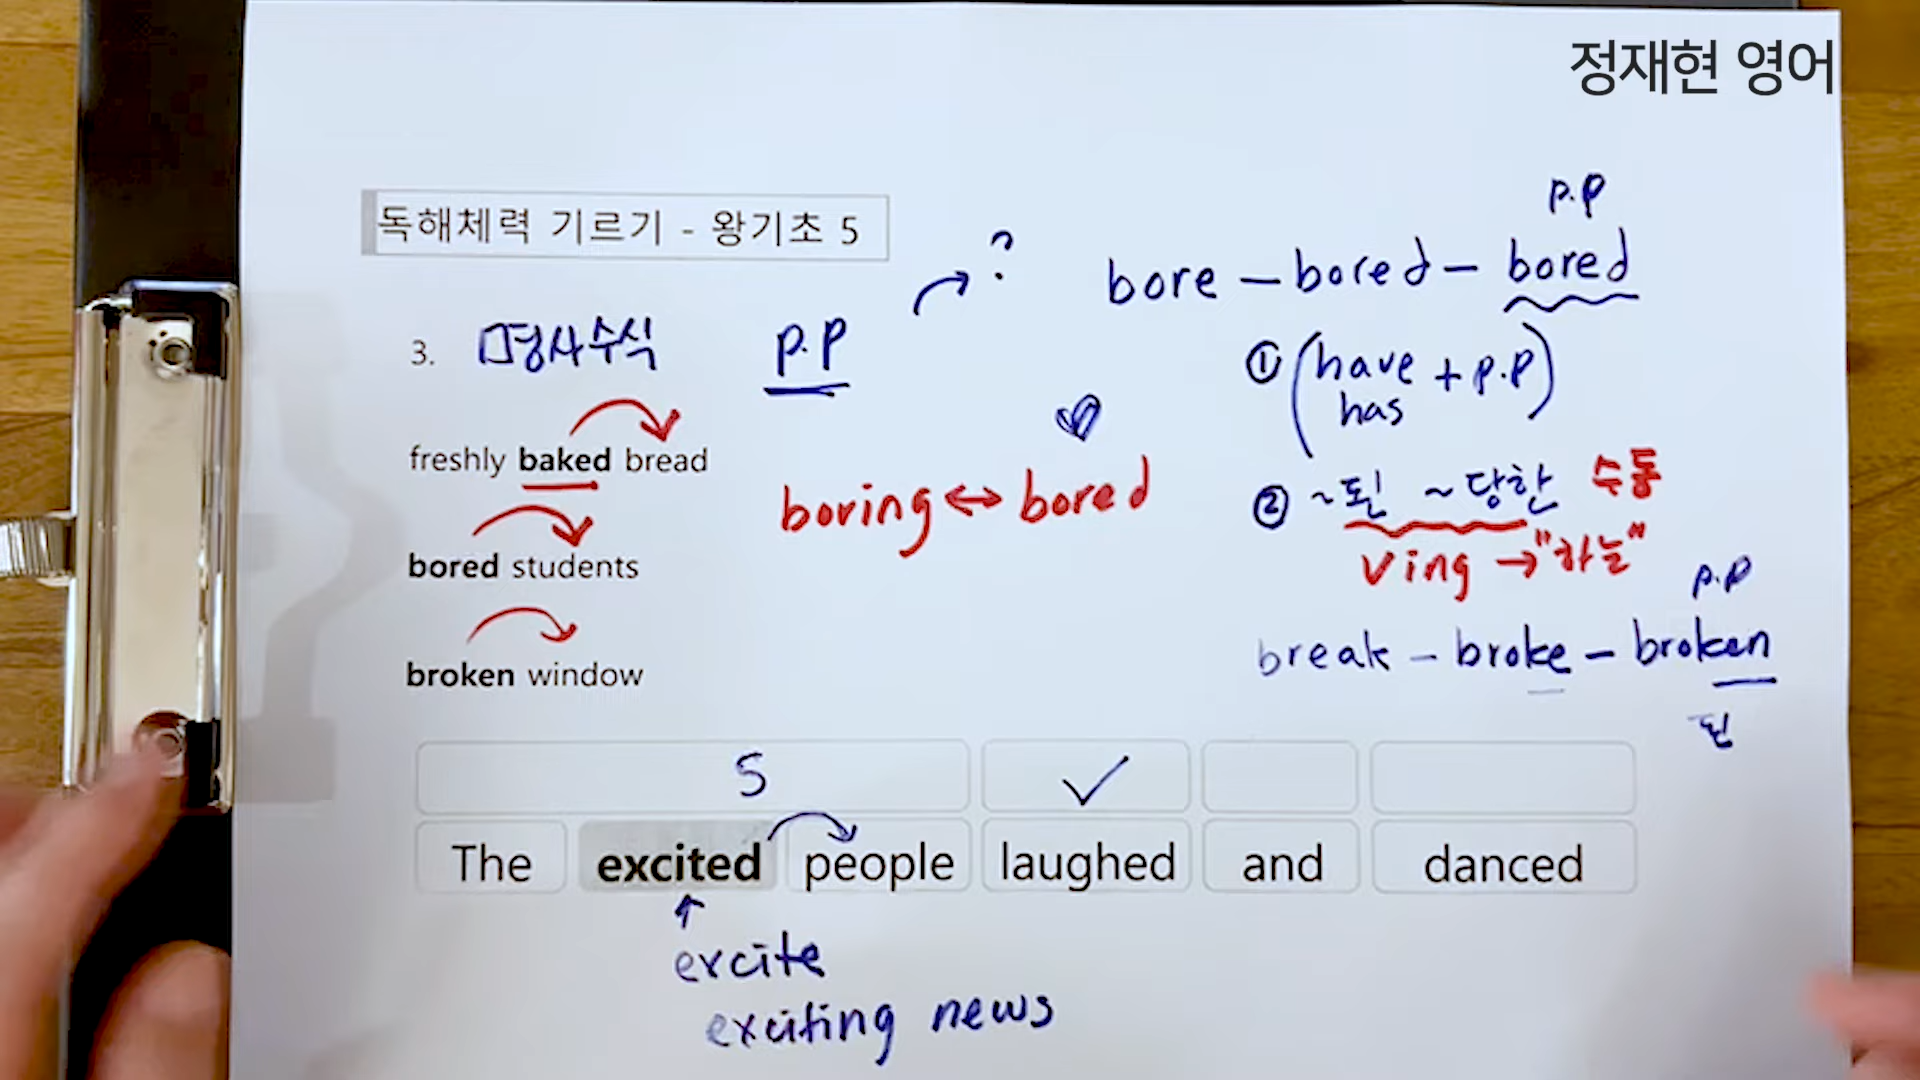 정재현 영어
독해체력 기르기 - 왕기초 5
?
p.p
bore - bored - bored
3. 명사수식 p.p
① (have has + p.p)
freshly baked bread
boring ↔ bored
② ~된 ~당한 수동
Ving → "하는"
bored students
p.p
break - broke - broken
된
broken window
S ✓
The excited people laughed and danced
↑
excite
exciting news